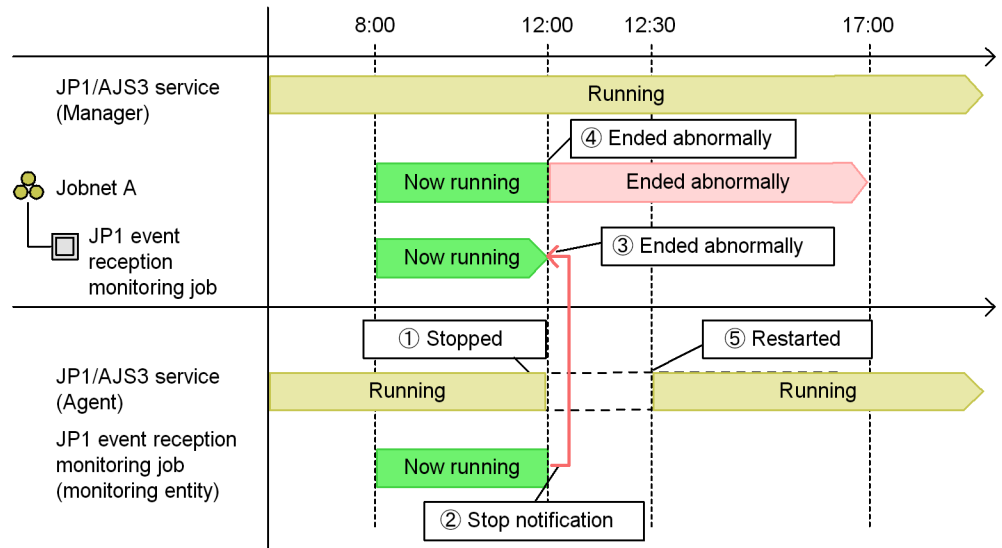 8:00 12:00 12:30 17:00
JP1/AJS3 service
(Manager)
Running
④ Ended abnormally
Jobnet A
Now running
Ended abnormally
JP1 event
reception
monitoring job
Now running
③ Ended abnormally
① Stopped
⑤ Restarted
JP1/AJS3 service
(Agent)
Running
Running
JP1 event reception
monitoring job
(monitoring entity)
Now running
② Stop notification